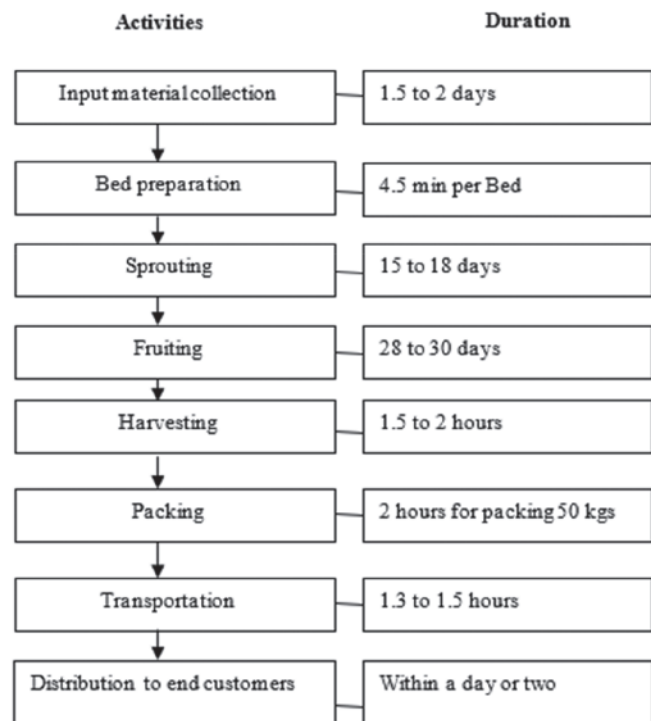 Activities Duration
Input material collection 1.5 to 2 days
Bed preparation 4.5 min per Bed
Sprouting 15 to 18 days
Fruiting 28 to 30 days
Harvesting 1.5 to 2 hours
Packing 2 hours for packing 50 kgs
Transportation 1.3 to 1.5 hours
Distribution to end customers Within a day or two